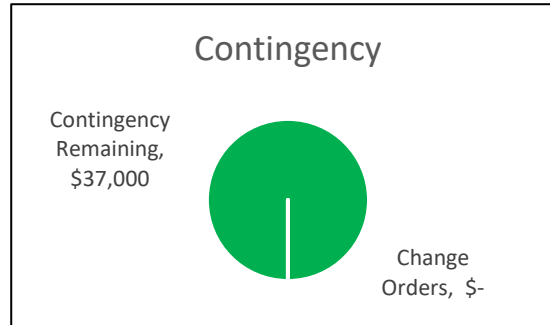 Contingency
Contingency
Remaining,
$37,000
Change
Orders, $-